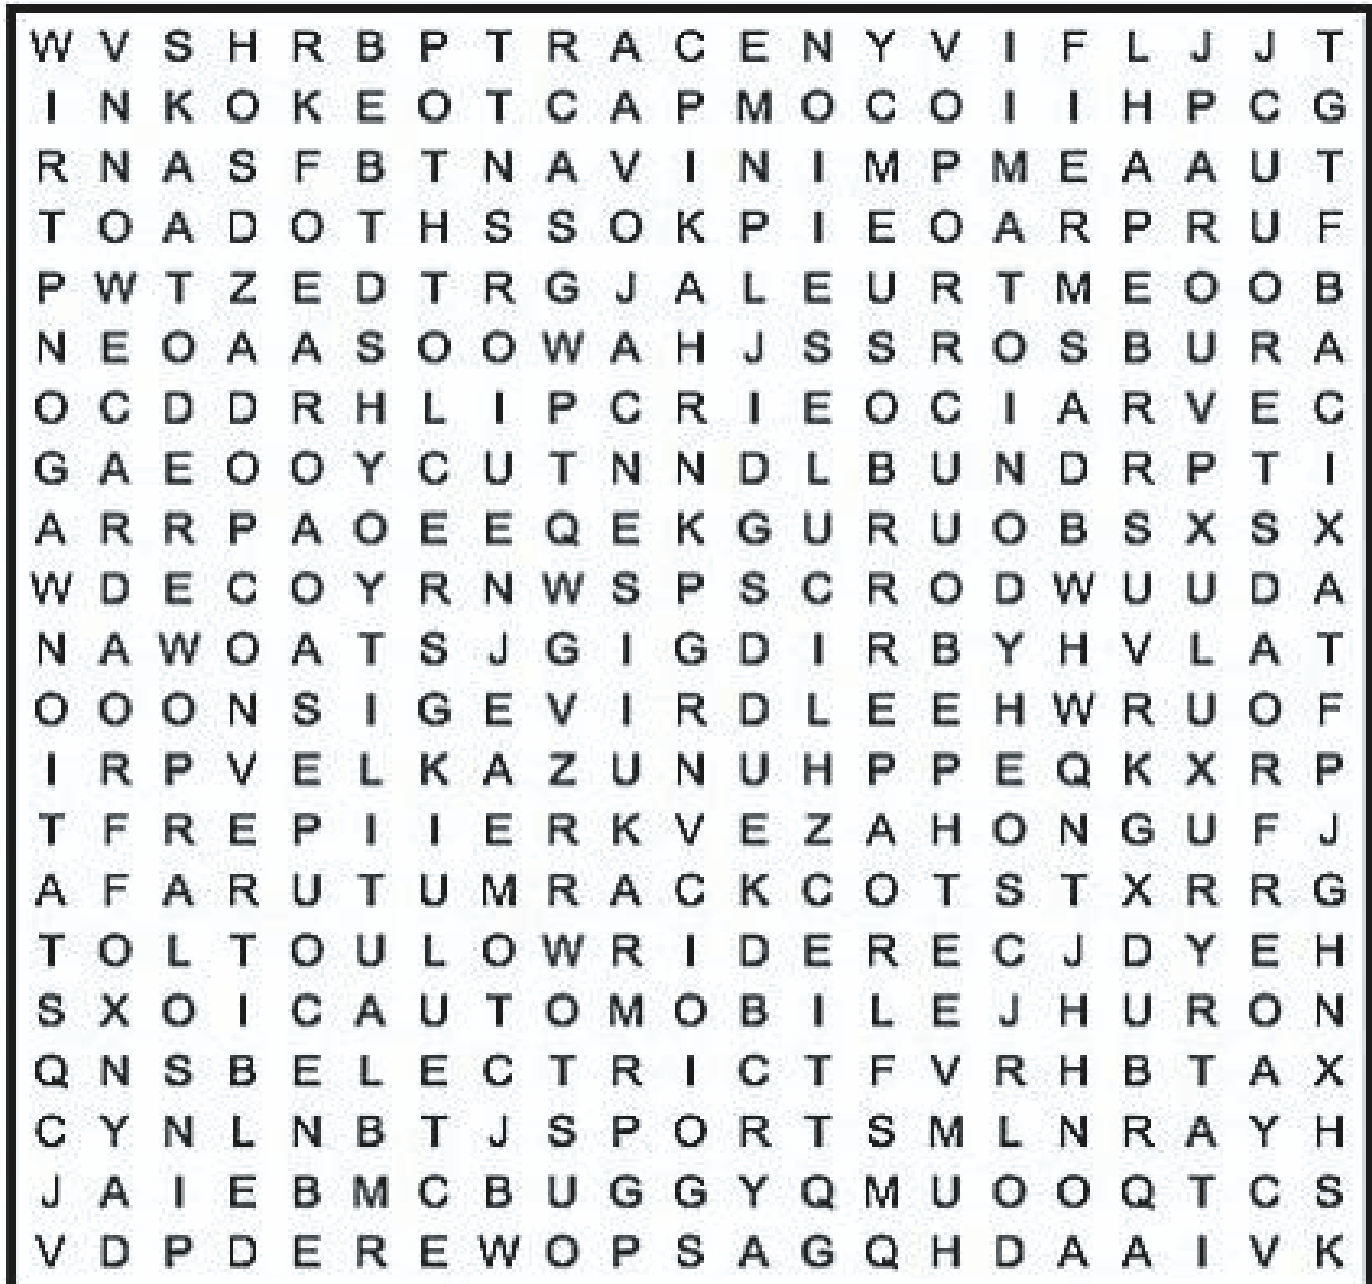 W V S H R B P T R A C E N Y V I F L J J T
I N K O K E O T C A P M O C O I I H P C G
R N A S F B T N A V I N I M P M E A A U T
T O A D O T H S S O K P I E O A R P R U F
P W T Z E D T R G J A L E U R T M E O O B
N E O A A S O O W A H J S S R O S B U R A
O C D D R H L I P C R I E O C I A R V E C
G A E O O Y C U T N N D L B U N D R P T I
A R R P A O E E Q E K G U R U O B S X S X
W D E C O Y R N W S P S C R O D W U U D A
N A W O A T S J G I G D I R B Y H V L A T
O O O N S I G E V I R D L E E H W R U O F
I R P V E L K A Z U N U H P P E Q K X R P
T F R E P I I E R K V E Z A H O N G U F J
A F A R U T U M R A C K C O T S T X R R G
T O L T O U L O W R I D E R E C J D Y E H
S X O I C A U T O M O B I L E J H U R O N
Q N S B E L E C T R I C T F V R H B T A X
C Y N L N B T J S P O R T S M L N R A Y H
J A I E B M C B U G G Y Q M U O O Q T C S
V D P D E R E W O P S A G Q H D A A I V K